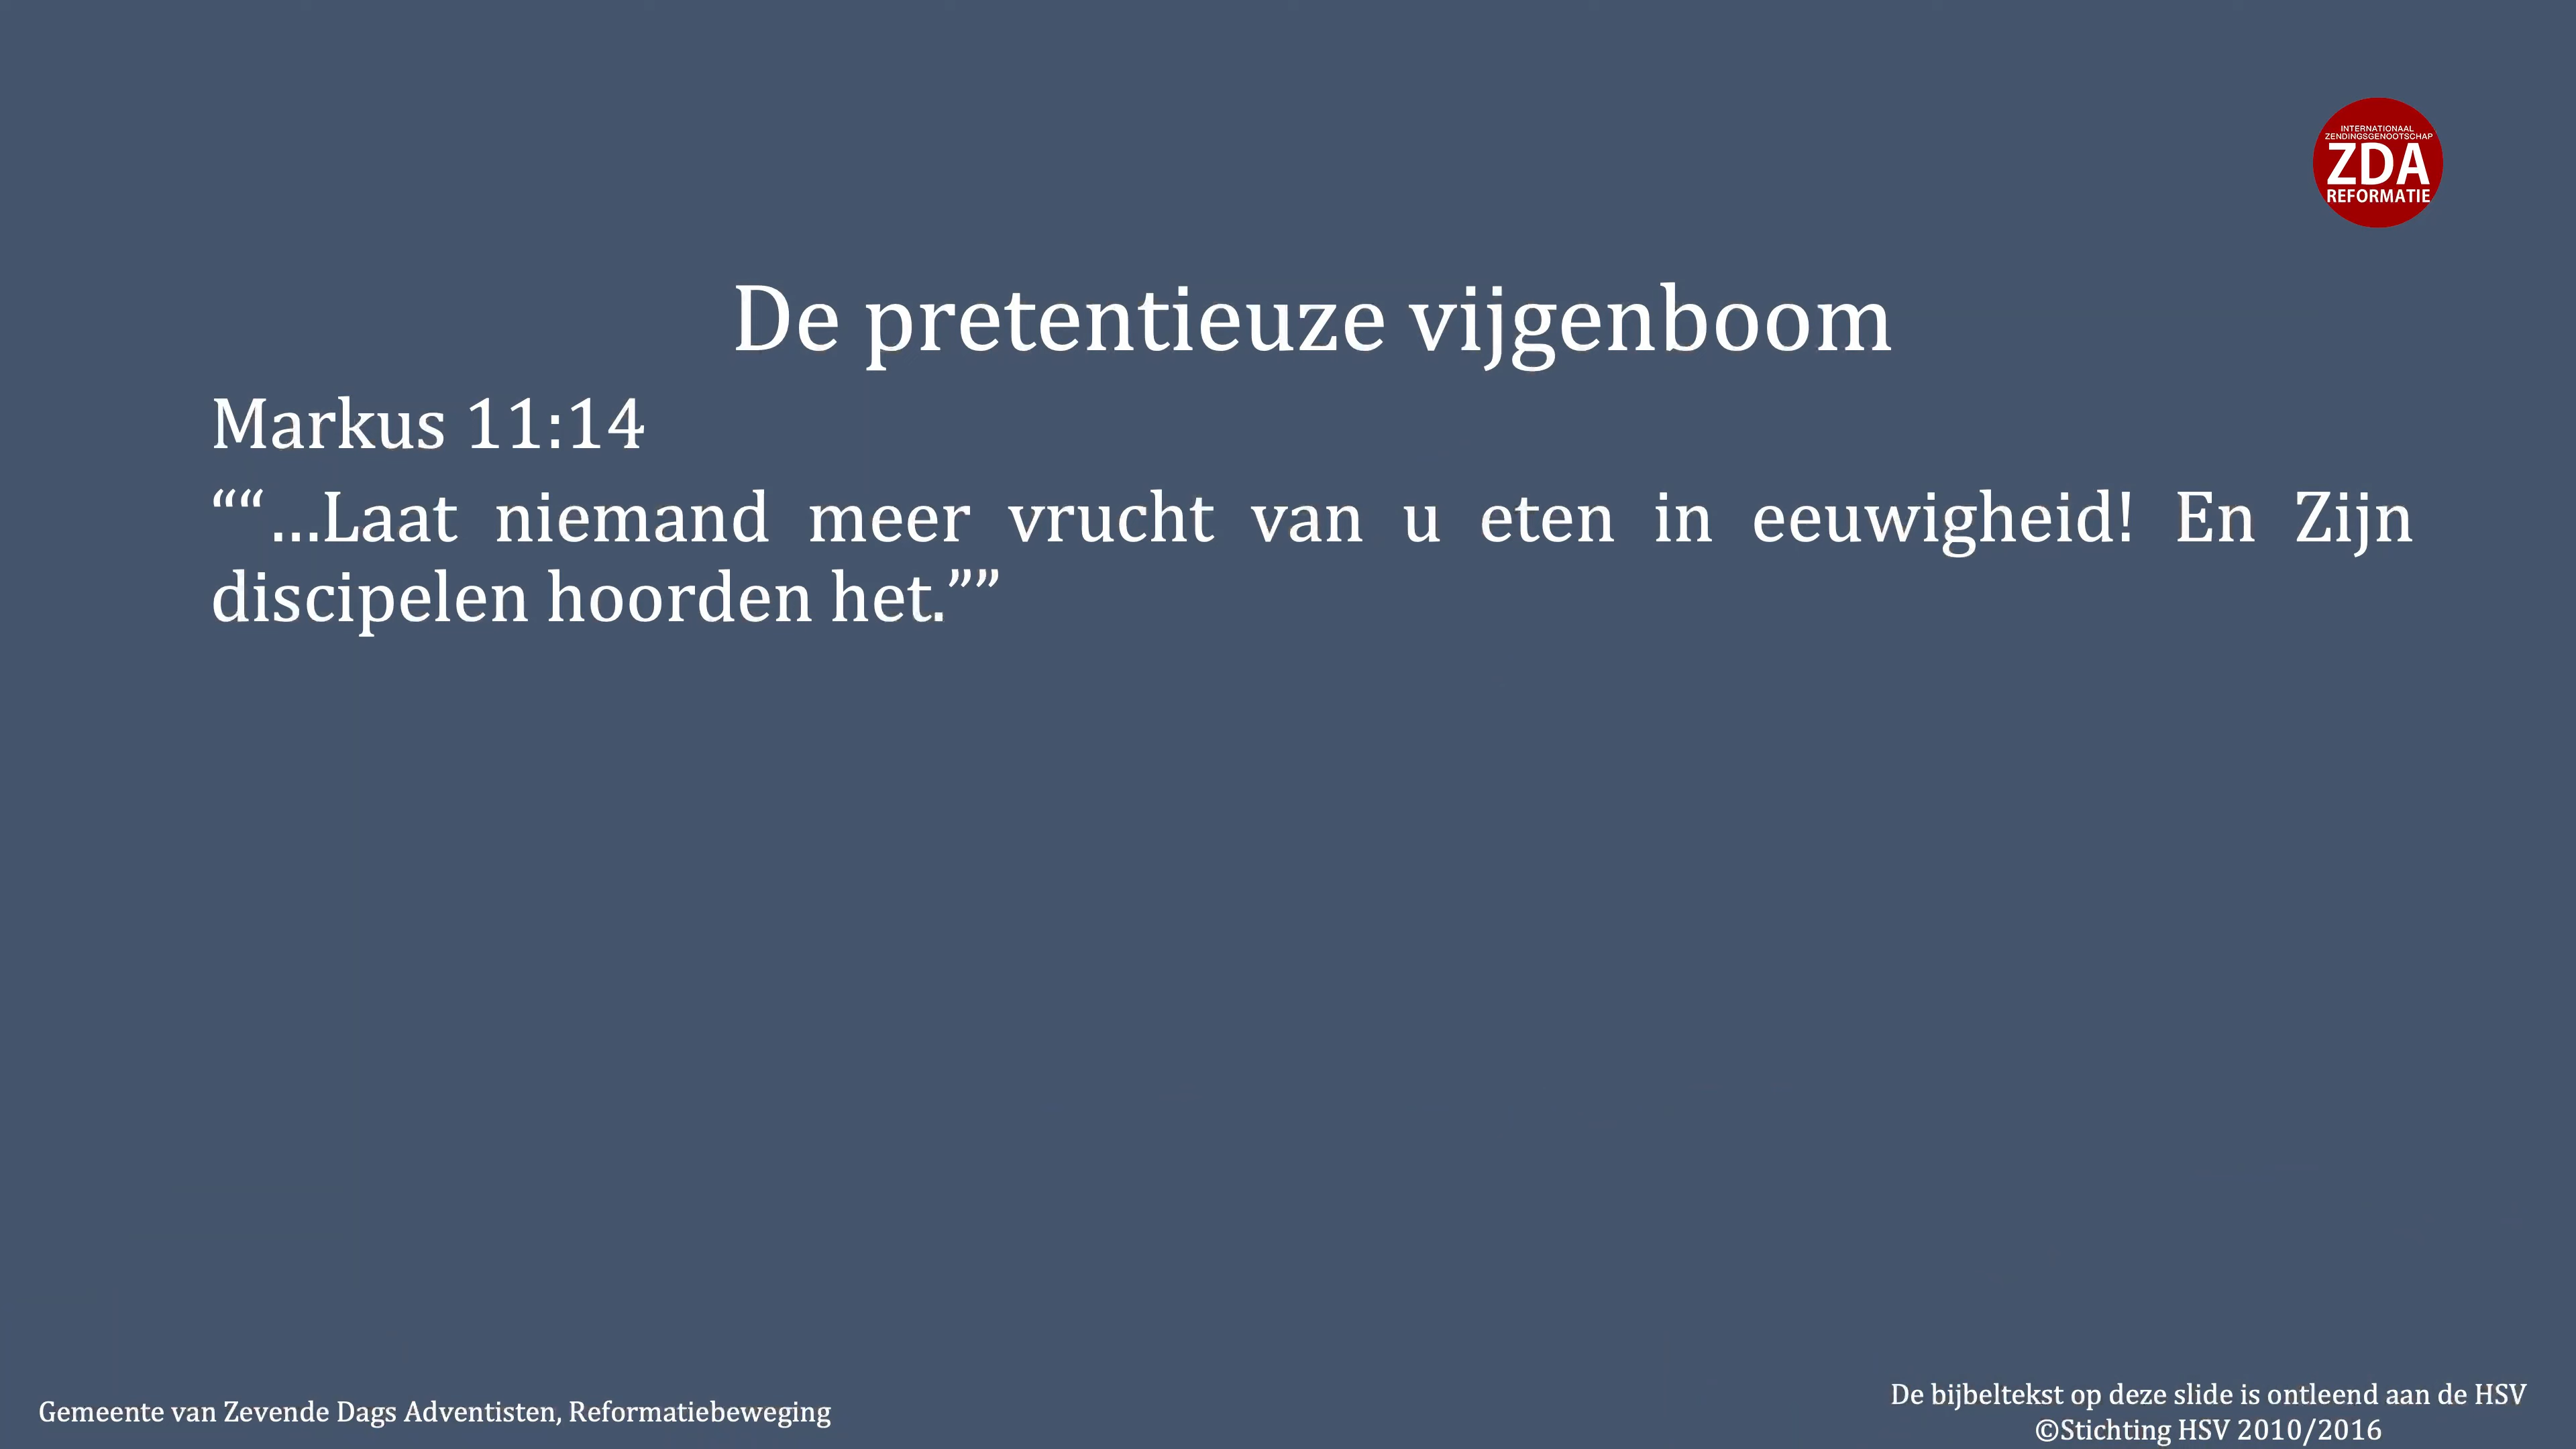 INTERNATIONAAL
ZENDINGSGENOOTSCHAP
ZDA
REFORMATIE
De pretentieuze vijgenboom
Markus 11:14
““…Laat niemand meer vrucht van u eten in eeuwigheid! En Zijn
discipelen hoorden het.””
Gemeente van Zevende Dags Adventisten, Reformatiebeweging
De bijbeltekst op deze slide is ontleend aan de HSV
©Stichting HSV 2010/2016